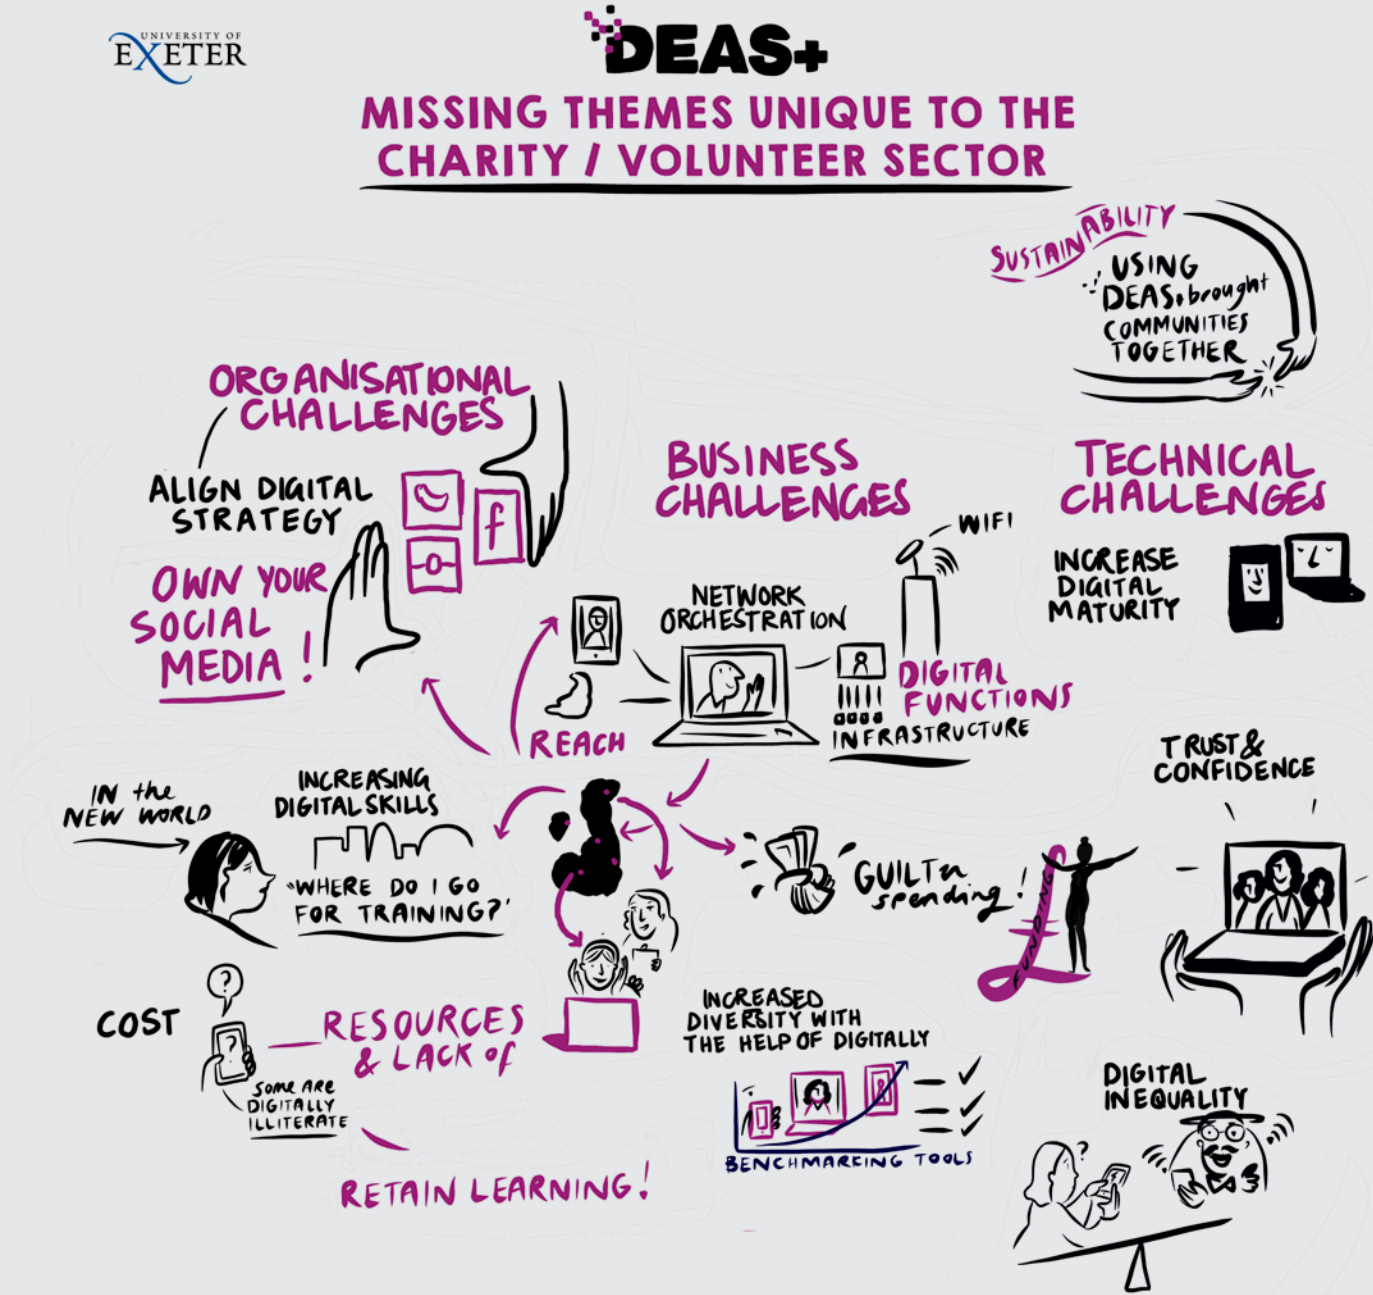 UNIVERSITY OF
EXETER
DEAS+
MISSING THEMES UNIQUE TO THE
CHARITY / VOLUNTEER SECTOR
SUSTAINABILITY
USING
DEAS+ brought
COMMUNITIES
TOGETHER
ORGANISATIONAL
CHALLENGES
ALIGN DIGITAL
STRATEGY
f
OWN YOUR
SOCIAL
MEDIA!
BUSINESS
CHALLENGES
WIFI
NETWORK
ORCHESTRATION
DIGITAL
FUNCTIONS
INFRASTRUCTURE
REACH
TECHNICAL
CHALLENGES
INCREASE
DIGITAL
MATURITY
TRUST &
CONFIDENCE
IN the
NEW WORLD
INCREASING
DIGITAL SKILLS
"WHERE DO I GO
FOR TRAINING?'
GUILT
spending!
FUNDING
COST
?
?
RESOURCES
& LACK of
SOME ARE
DIGITALLY
ILLITERATE
RETAIN LEARNING!
INCREASED
DIVERSITY WITH
THE HELP OF DIGITALLY
BENCHMARKING TOOLS
DIGITAL
INEQUALITY
?